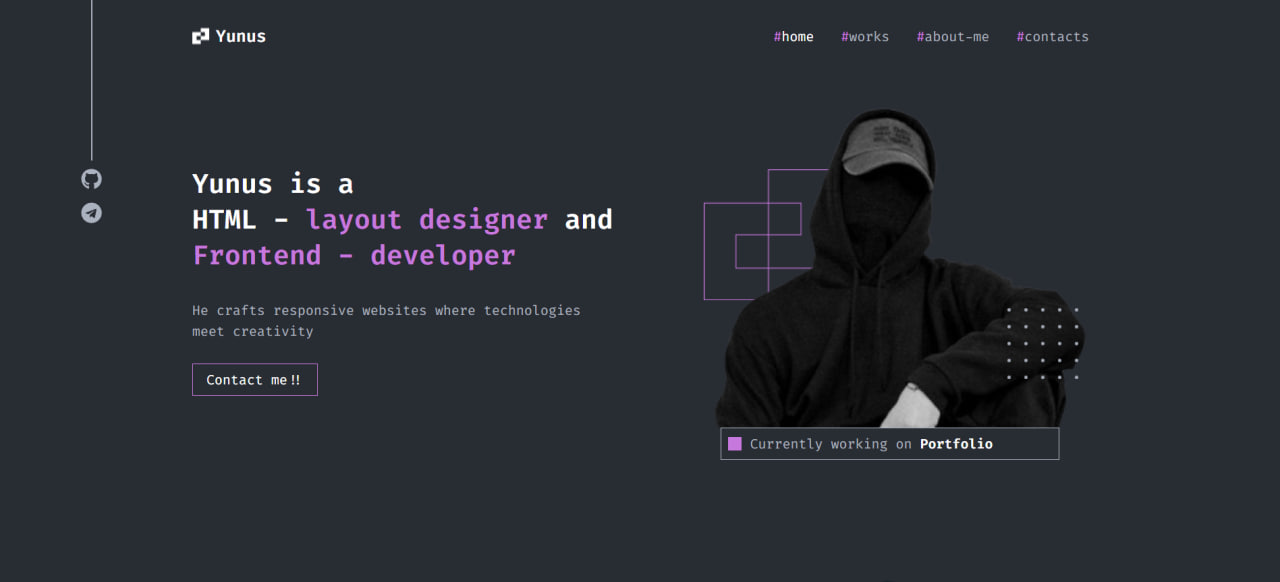 Yunus
#home #works #about-me #contacts
Yunus is a
HTML - layout designer and
Frontend - developer
He crafts responsive websites where technologies
meet creativity
Contact me!!
Currently working on Portfolio